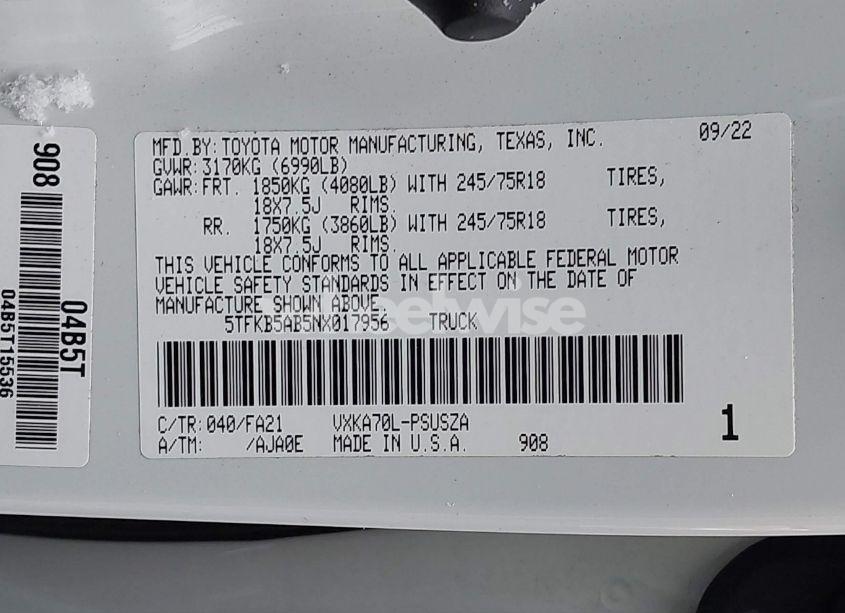 MFD.BY:TOYOTA MOTOR MANUFACTURING, TEXAS, INC. 09/22
GVWR:3170KG (6990LB)
GAWR:FRT. 1850KG (4080LB) WITH 245/75R18 TIRES,
18X7.5J RIMS.
RR. 1750KG (3860LB) WITH 245/75R18 TIRES,
18X7.5J RIMS.
THIS VEHICLE CONFORMS TO ALL APPLICABLE FEDERAL MOTOR
VEHICLE SAFETY STANDARDS IN EFFECT ON THE DATE OF
MANUFACTURE SHOWN ABOVE.
5TFKB5AB5NX017956 TRUCK
C/TR:040/FA21 VXKA70L-PSUSZA
A/TM: /AJA0E MADE IN U.S.A. 908
1
908
04B5T
04B5T15536